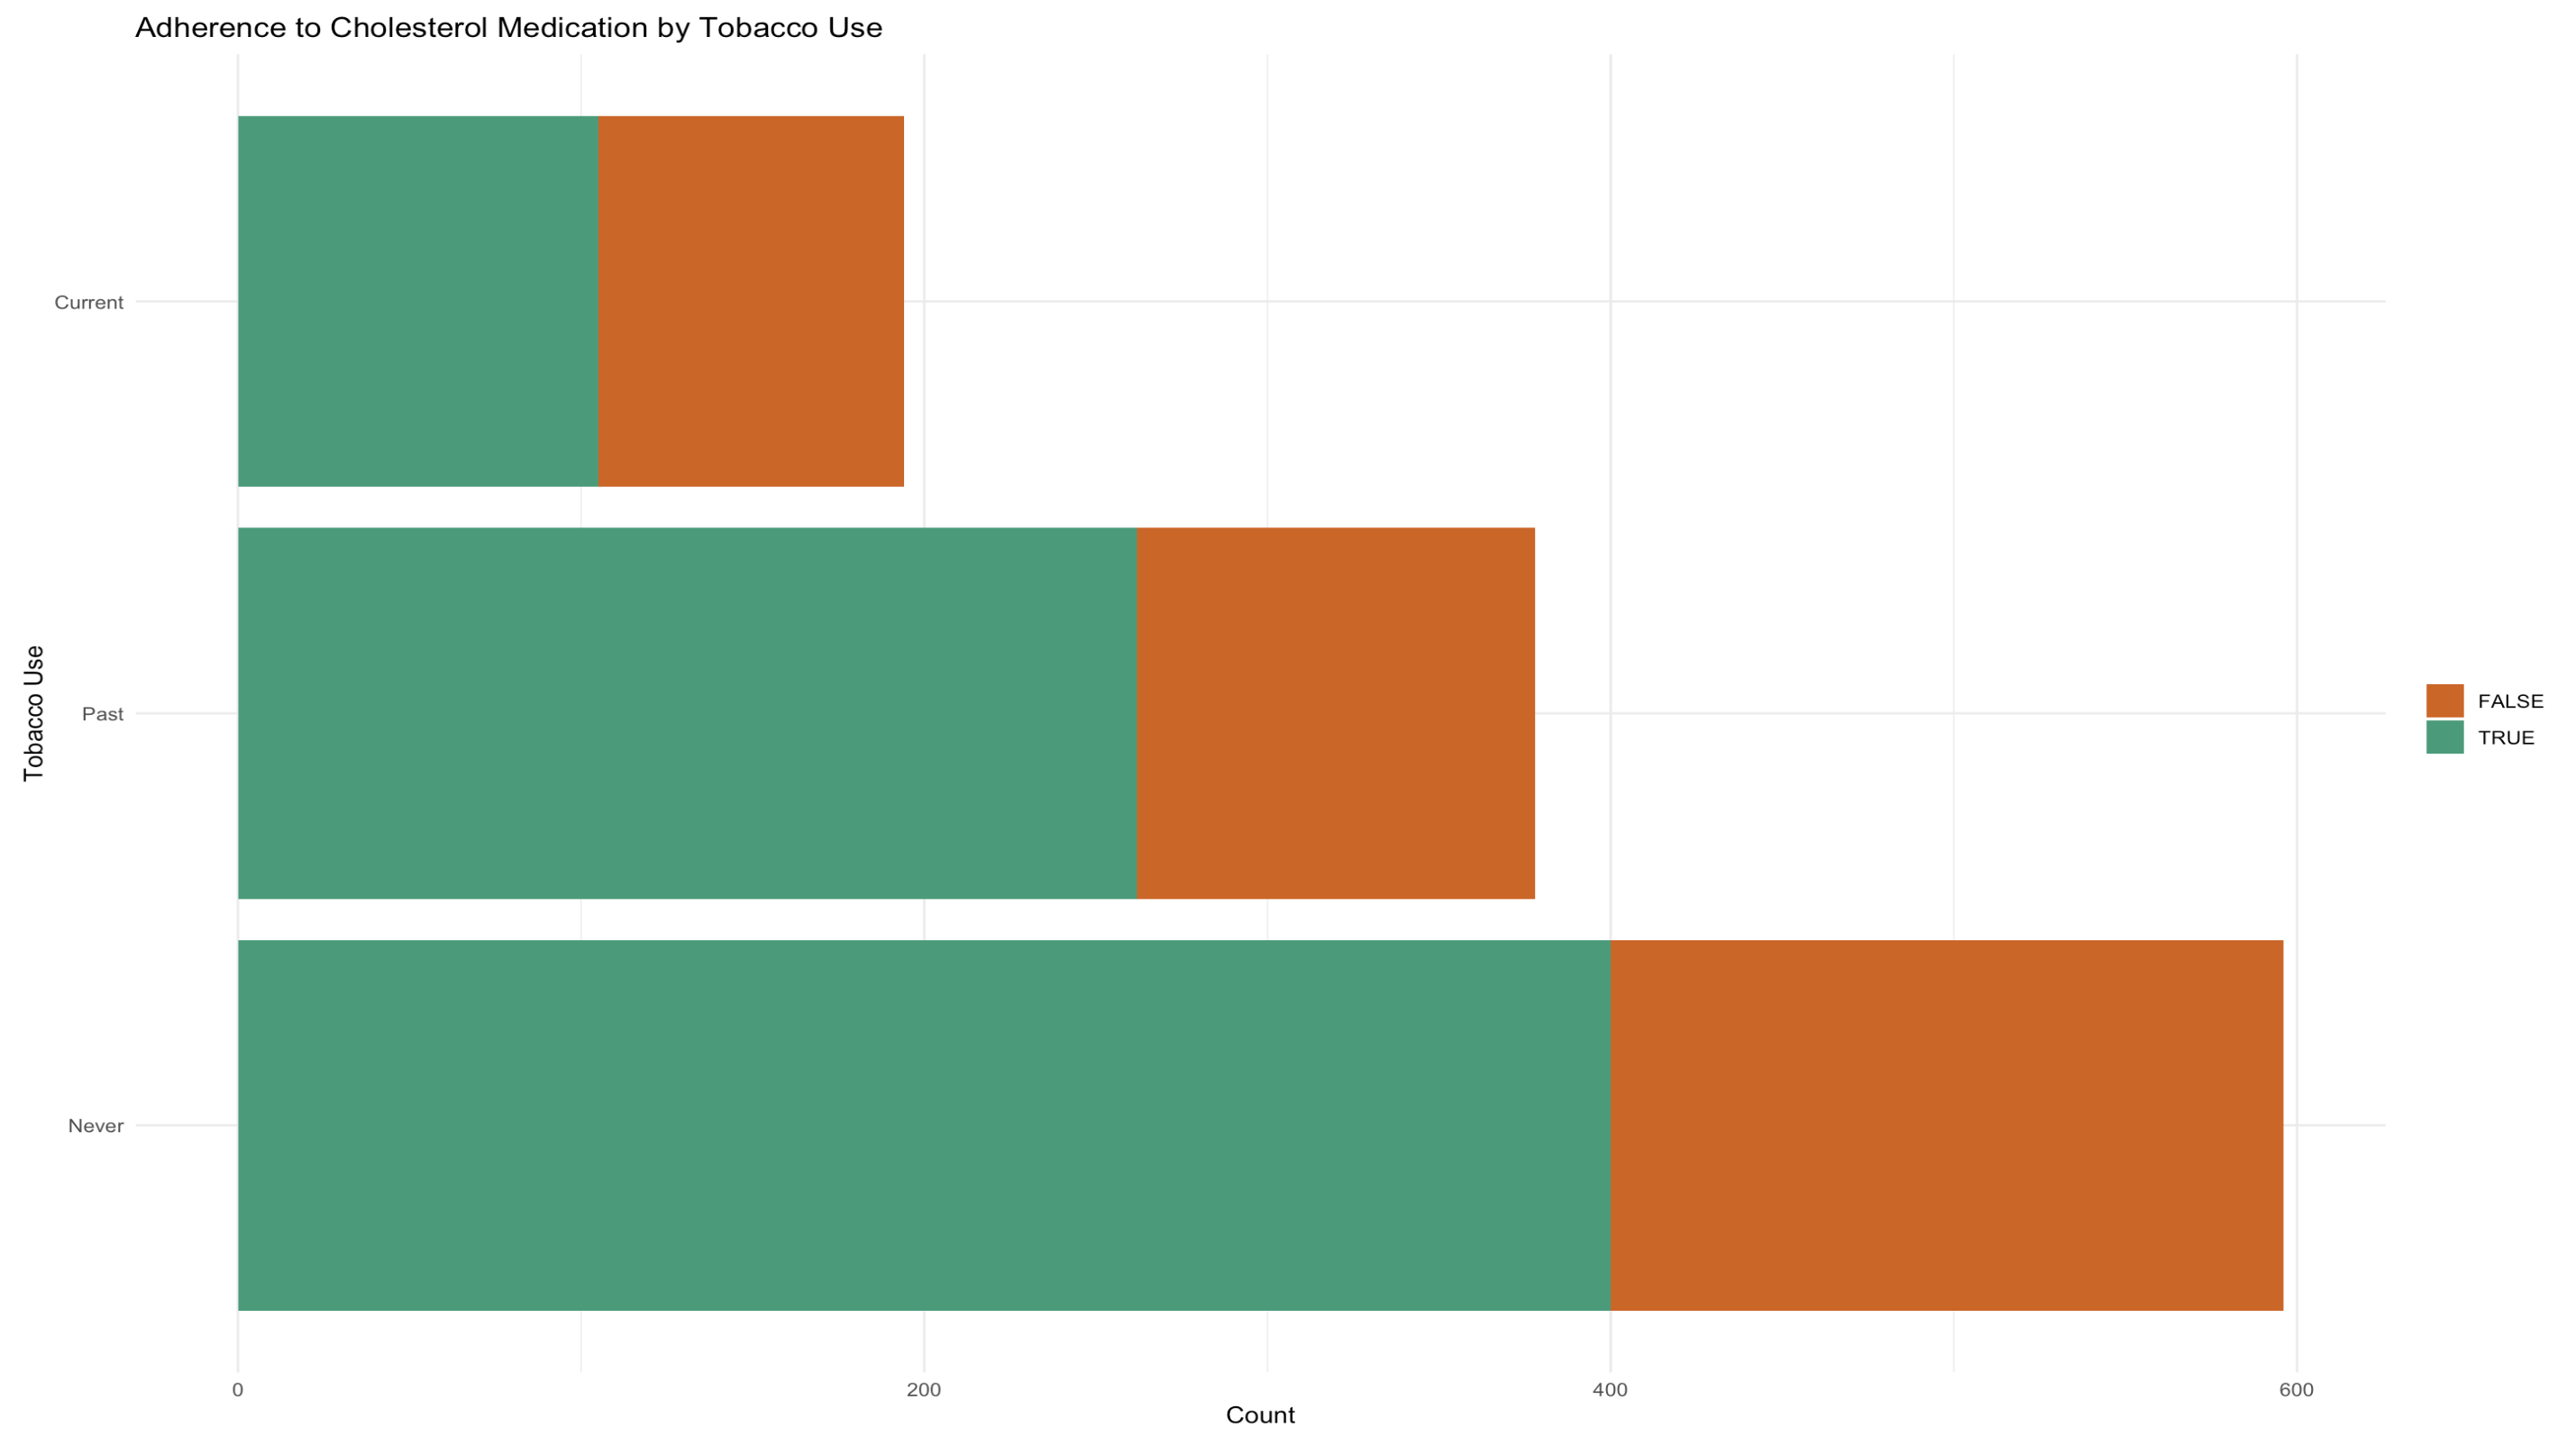 Adherence to Cholesterol Medication by Tobacco Use
Tobacco Use
Current
Past
Never
0 200 400 600
Count
FALSE
TRUE